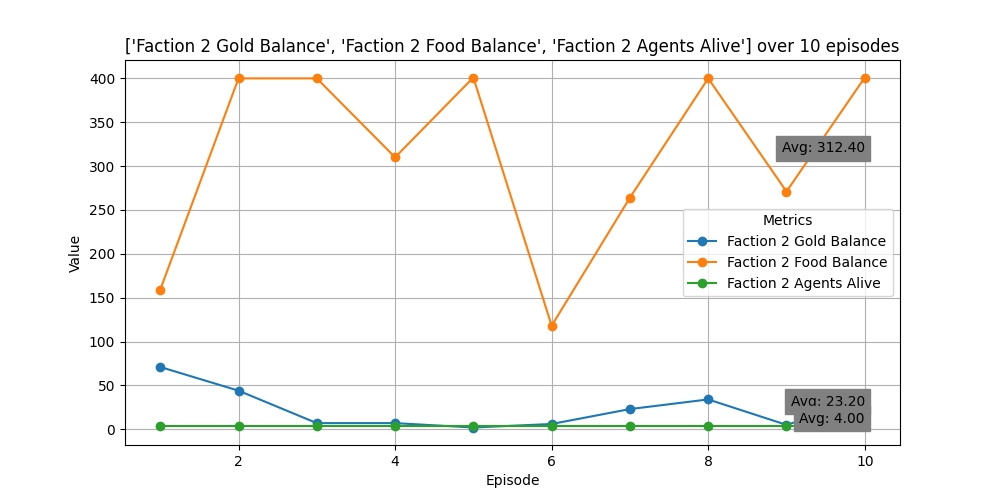 ['Faction 2 Gold Balance', 'Faction 2 Food Balance', 'Faction 2 Agents Alive'] over 10 episodes
400
350
300
250
200
150
100
50
0
Value
Avg: 312.40
Metrics
Faction 2 Gold Balance
Faction 2 Food Balance
Faction 2 Agents Alive
Avg: 23.20
Avg: 4.00
2
4
6
8
10
Episode